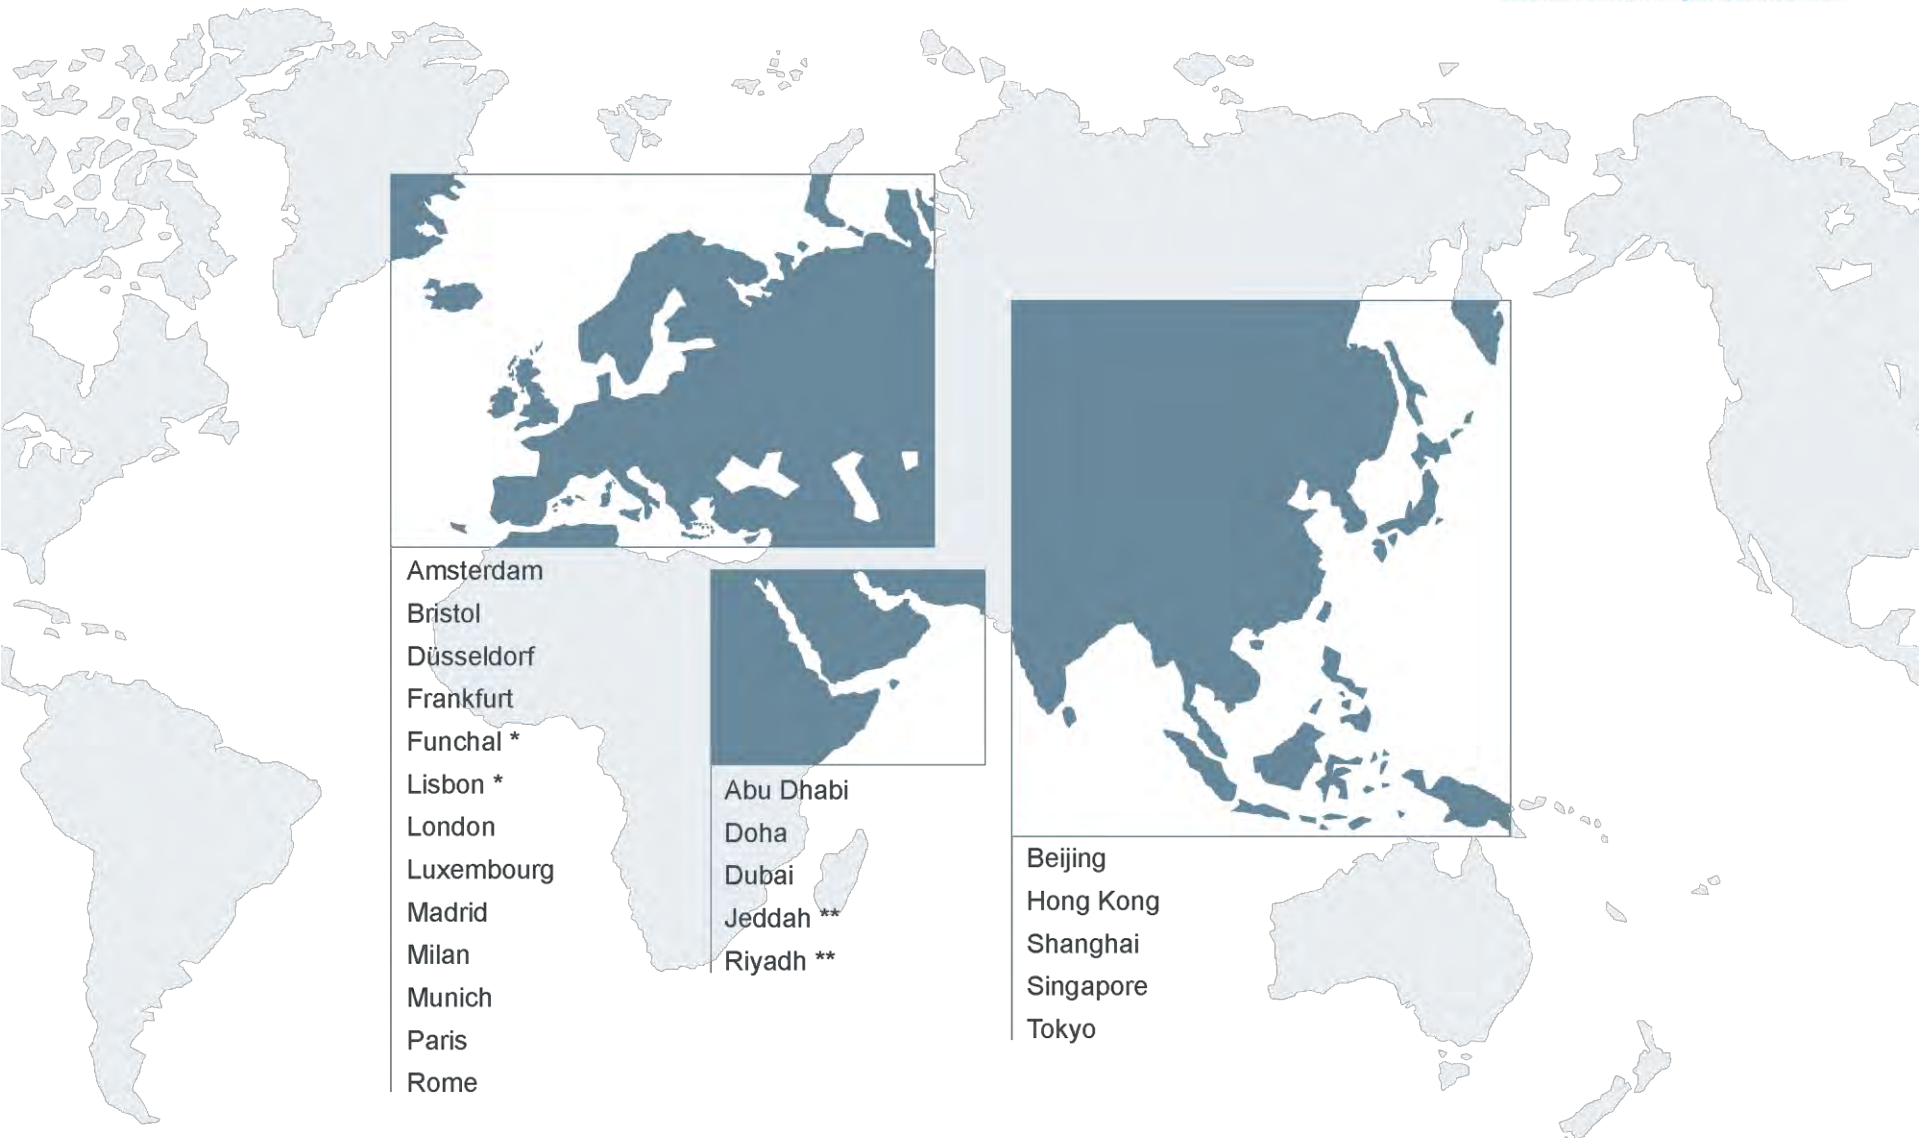 Amsterdam
Bristol
Düsseldorf
Frankfurt
Funchal *
Lisbon *
London
Luxembourg
Madrid
Milan
Munich
Paris
Rome
Abu Dhabi
Doha
Dubai
Jeddah **
Riyadh **
Beijing
Hong Kong
Shanghai
Singapore
Tokyo